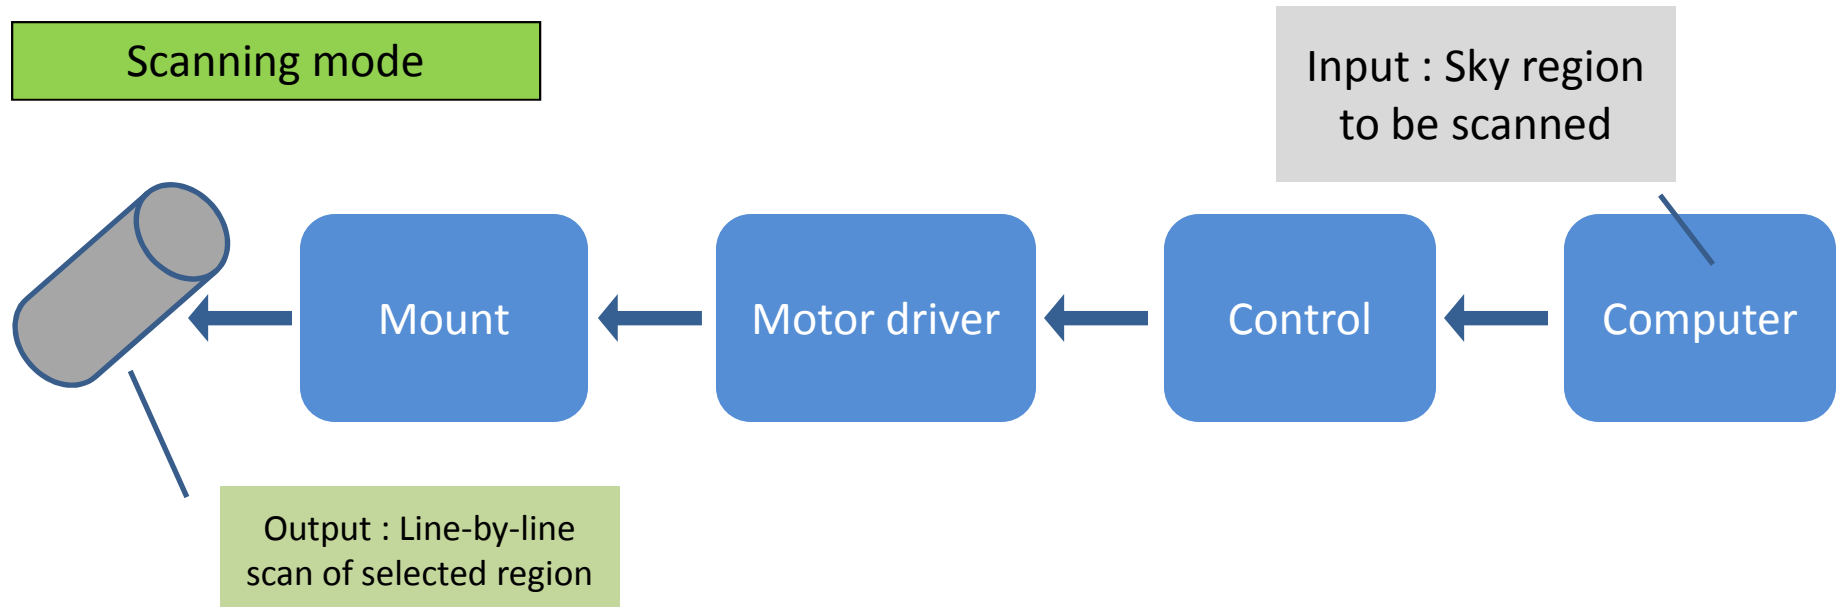 Scanning mode
Input : Sky region
to be scanned
Mount
Motor driver
Control
Computer
Output : Line-by-line
scan of selected region